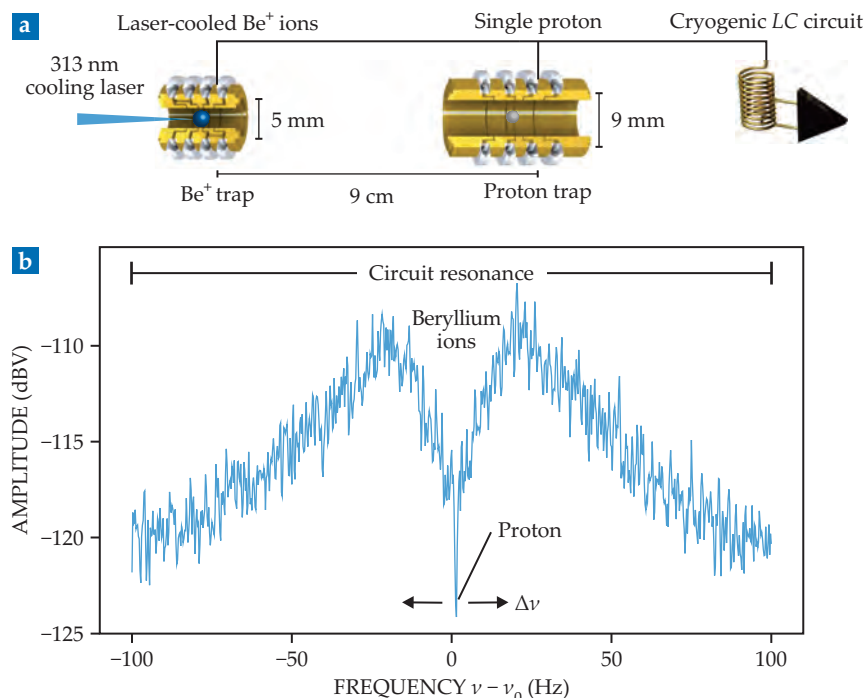 a
Laser-cooled Be⁺ ions
Single proton
Cryogenic LC circuit
313 nm
cooling laser
5 mm
9 mm
Be⁺ trap
9 cm
Proton trap
b
Circuit resonance
Beryllium
ions
−110
−115
−120
−125
AMPLITUDE (dBV)
Proton
Δν
−100
−50
0
50
100
FREQUENCY ν − ν₀ (Hz)